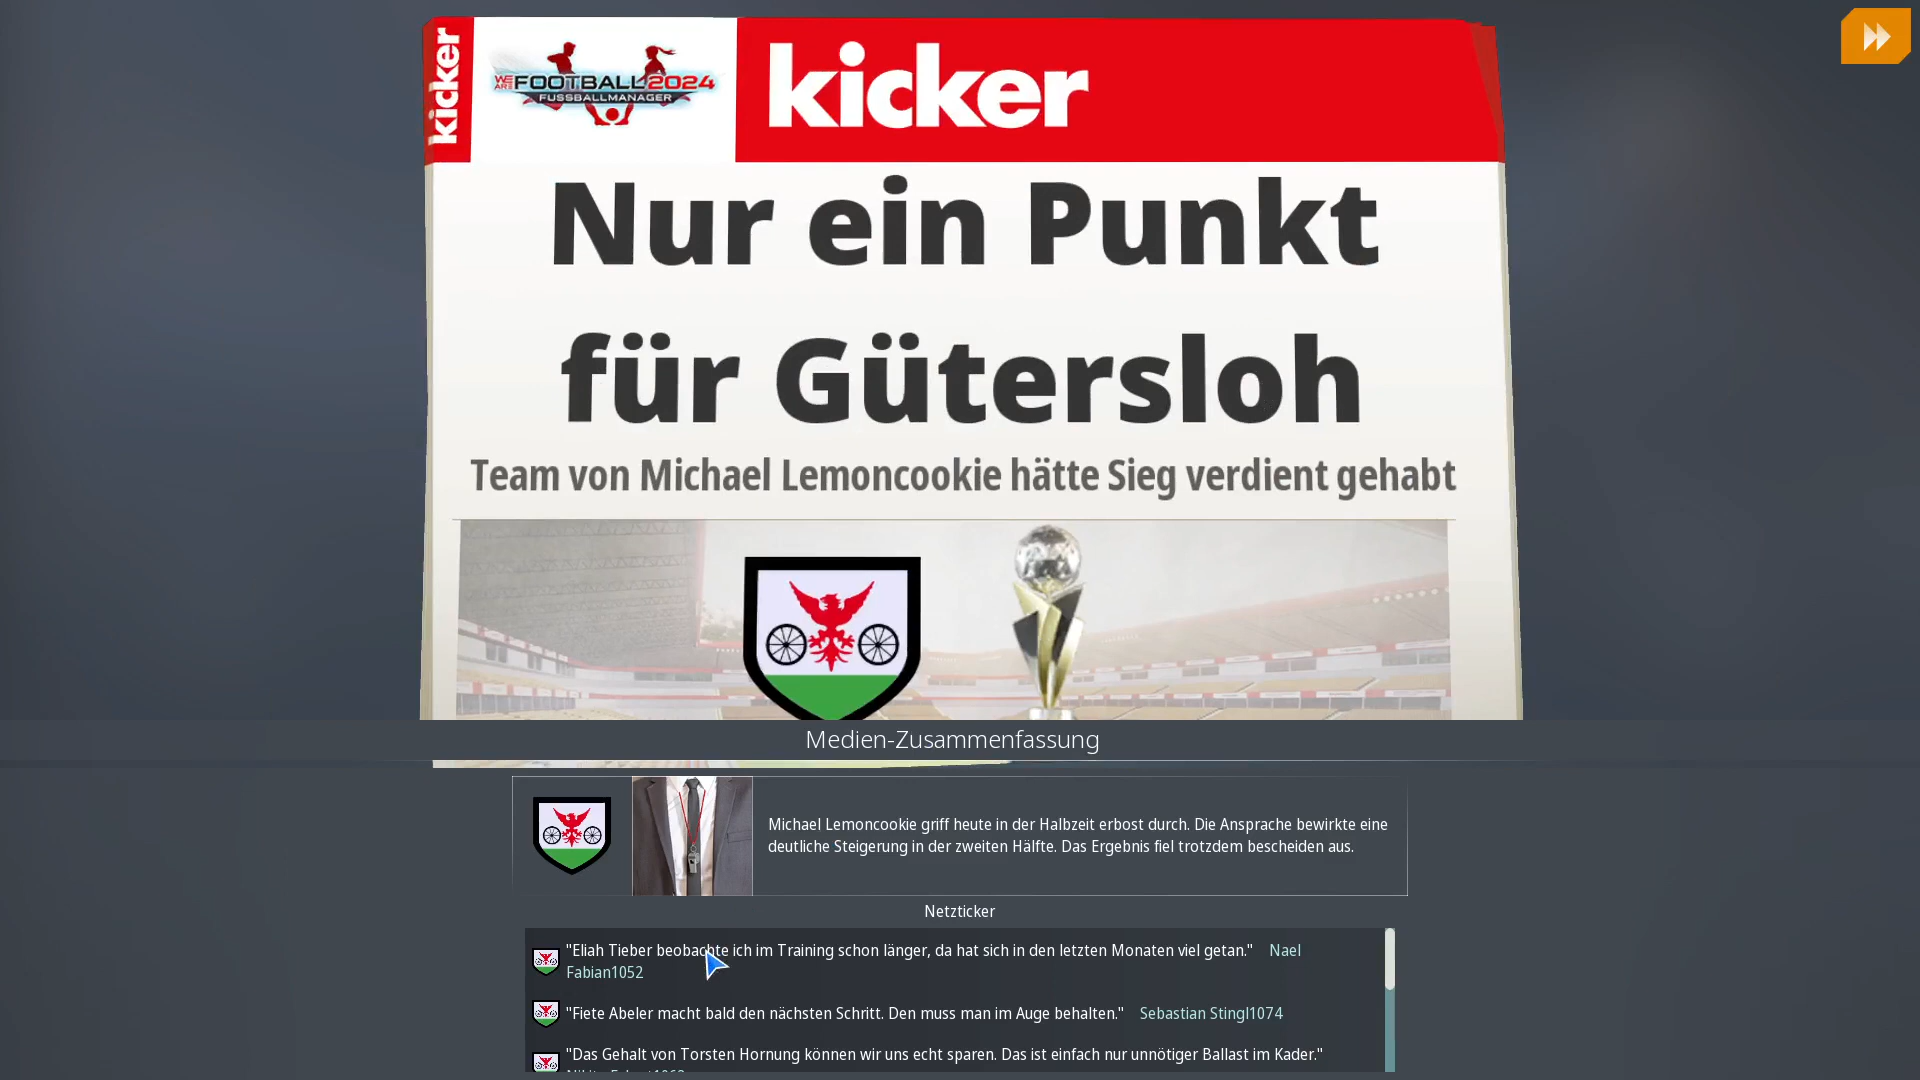 kicker
WE ARE FOOTBALL 2024
FUSSBALLMANAGER
kicker
Nur ein Punkt
für Gütersloh
Team von Michael Lemoncookie hätte Sieg verdient gehabt
Medien-Zusammenfassung
Michael Lemoncookie griff heute in der Halbzeit erbost durch. Die Ansprache bewirkte eine
deutliche Steigerung in der zweiten Hälfte. Das Ergebnis fiel trotzdem bescheiden aus.
Netzticker
"Eliah Tieber beobachte ich im Training schon länger, da hat sich in den letzten Monaten viel getan." Nael
Fabian1052
"Fiete Abeler macht bald den nächsten Schritt. Den muss man im Auge behalten." Sebastian Stingl1074
"Das Gehalt von Torsten Hornung können wir uns echt sparen. Das ist einfach nur unnötiger Ballast im Kader."